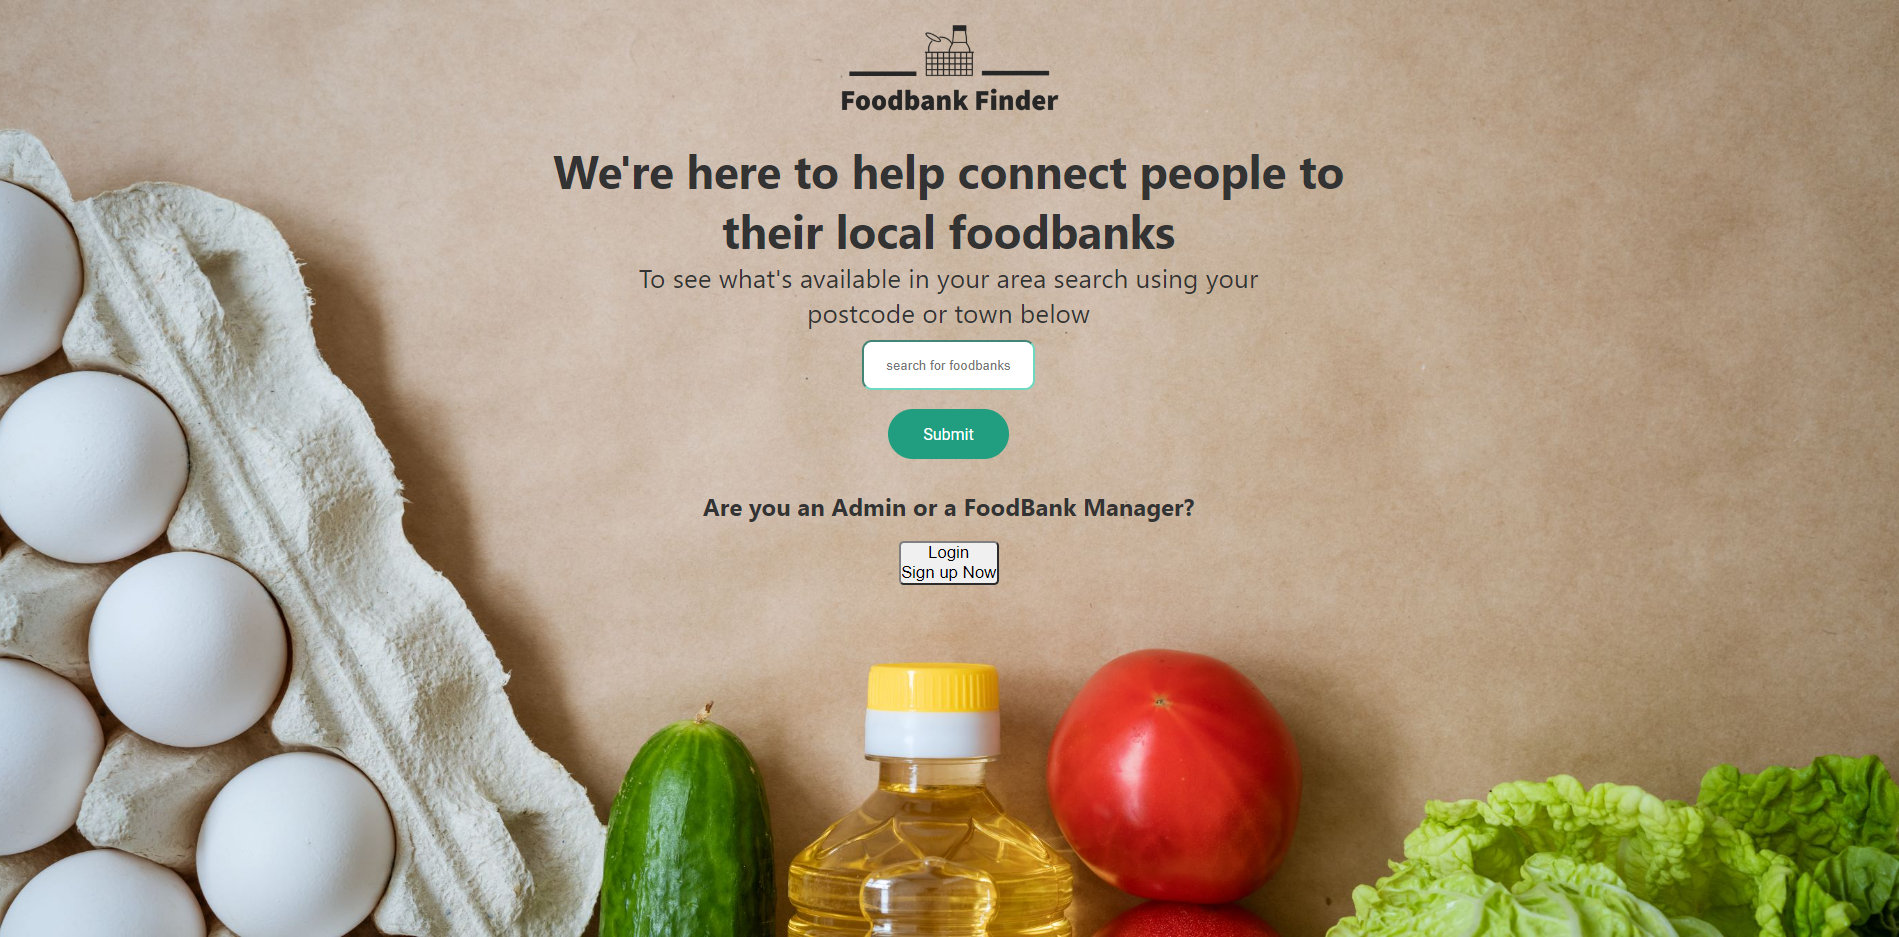 Foodbank Finder
We're here to help connect people to
their local foodbanks
To see what's available in your area search using your
postcode or town below
search for foodbanks
Submit
Are you an Admin or a FoodBank Manager?
Login
Sign up Now